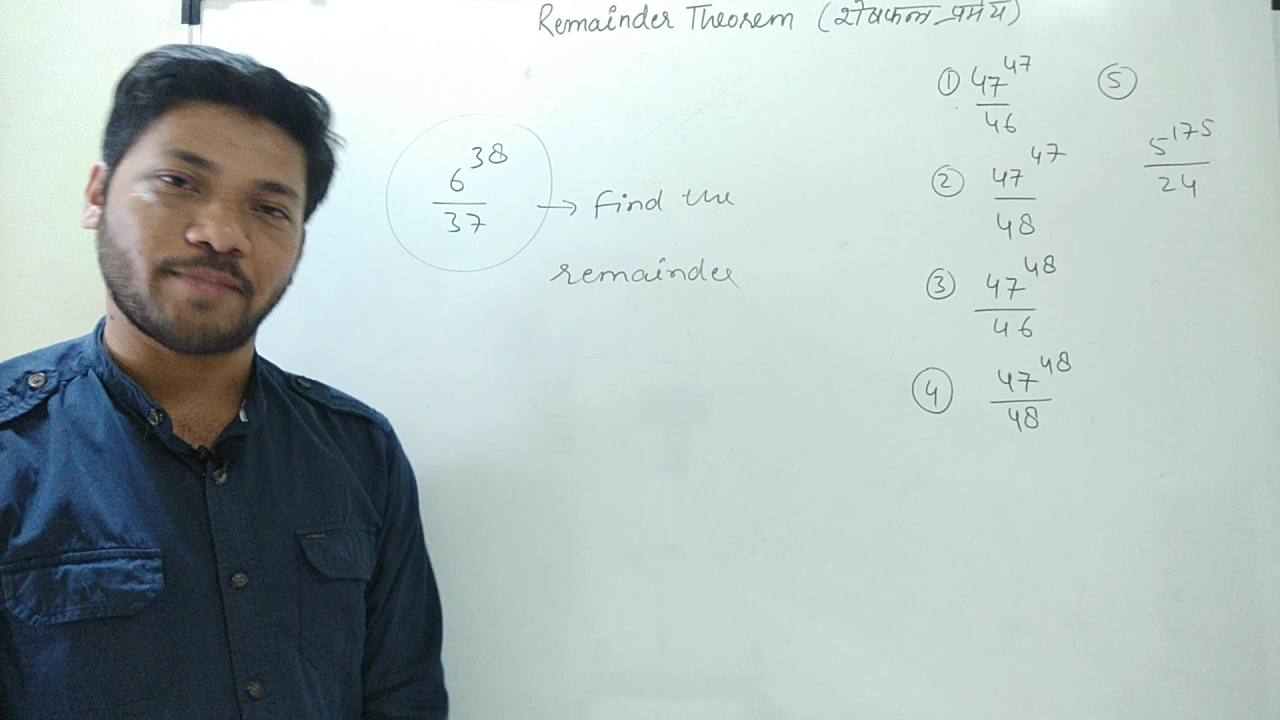 Remainder Theorem (शेषफल प्रमेय)
6^38/37 → find the
remainder
① 47^47/46
② 47^47/48
③ 47^48/46
④ 47^48/48
⑤ 5^175/24